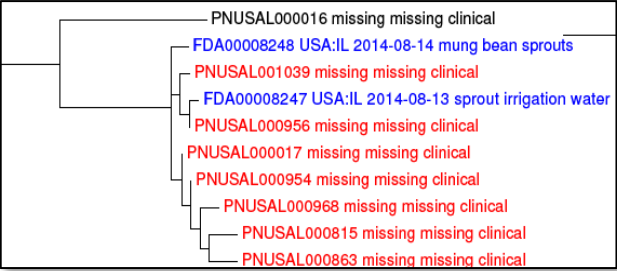 PNUSAL000016 missing missing clinical
FDA00008248 USA:IL 2014-08-14 mung bean sprouts
PNUSAL001039 missing missing clinical
FDA00008247 USA:IL 2014-08-13 sprout irrigation water
PNUSAL000956 missing missing clinical
PNUSAL000017 missing missing clinical
PNUSAL000954 missing missing clinical
PNUSAL000968 missing missing clinical
PNUSAL000815 missing missing clinical
PNUSAL000863 missing missing clinical